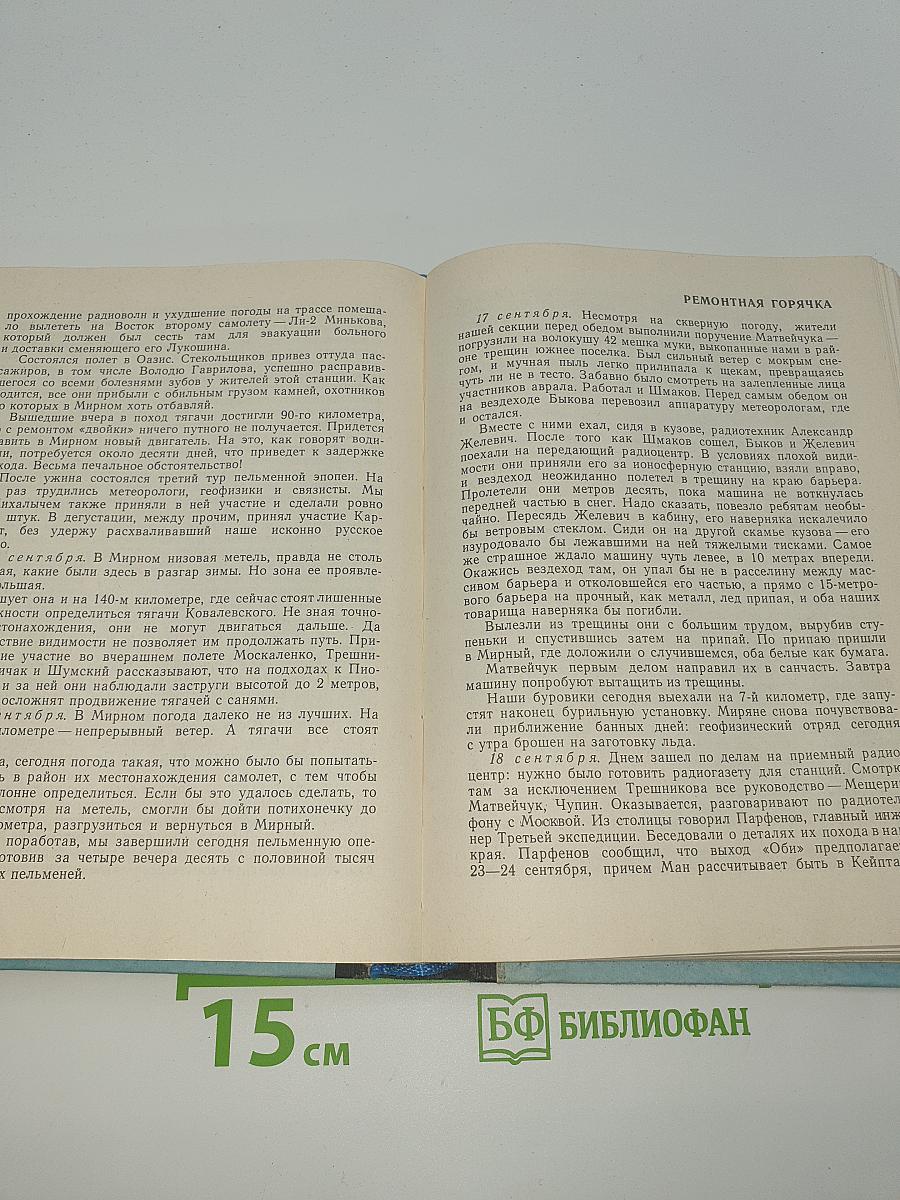 прохождение радиоволн и ухудшение погоды на трассе помеша-
ло вылететь на Восток второму самолету — Ли-2 Минькова,
который должен был сесть там для эвакуации больного
и доставки сменяющего его Лукошина.
Состоялся полет в Оазис. Стекольщиков привез оттуда пас-
сажиров, в том числе Володю Гаврилова, успешно расправив-
шегося со всеми болезнями зубов у жителей этой станции. Как
водится, все они прибыли с обильным грузом камней, охотников
до которых в Мирном хоть отбавляй.
Вышедшие вчера в поход тягачи достигли 90-го километра,
с ремонтом «двойки» ничего путного не получается. Придется
авить в Мирном новый двигатель. На это, как говорят води-
ли, потребуется около десяти дней, что приведет к задержке
хода. Весьма печальное обстоятельство!
После ужина состоялся третий тур пельменной эпопеи. На
раз трудились метеорологи, геофизики и связисты. Мы
ихалычем также приняли в ней участие и сделали ровно
штук. В дегустации, между прочим, принял участие Кар-
т, без удержу расхваливавший наше исконно русское
о.
сентября. В Мирном низовая метель, правда не столь
ая, какие были здесь в разгар зимы. Но зона ее проявле-
ольшая.
шует она и на 140-м километре, где сейчас стоят лишенные
жности определиться тягачи Ковалевского. Не зная точно-
стонахождения, они не могут двигаться дальше. Да
ствие видимости не позволяет им продолжать путь. При-
ие участие во вчерашнем полете Москаленко, Трешни-
ичак и Шумский рассказывают, что на подходах к Пио-
и за ней они наблюдали заструги высотой до 2 метров,
осложнят продвижение тягачей с санями.
ентября. В Мирном погода далеко не из лучших. На
илометре — непрерывный ветер. А тягачи все стоят
а, сегодня погода такая, что можно было бы попытать-
ь в район их местонахождения самолет, с тем чтобы
лонне определиться. Если бы это удалось сделать, то
смотря на метель, смогли бы дойти потихонечку до
ометра, разгрузиться и вернуться в Мирный.
поработав, мы завершили сегодня пельменную опе-
отовив за четыре вечера десять с половиной тысяч
х пельменей.
РЕМОНТНАЯ ГОРЯЧКА
17 сентября. Несмотря на скверную погоду, жители
нашей секции перед обедом выполнили поручение Матвейчука —
погрузили на волокушу 42 мешка муки, выкопанные нами в рай-
оне трещин южнее поселка. Был сильный ветер с мокрым сне-
гом, и мучная пыль легко прилипала к щекам, превращаясь
чуть ли не в тесто. Забавно было смотреть на залепленные лица
участников аврала. Работал и Шмаков. Перед самым обедом он
на вездеходе Быкова перевозил аппаратуру метеорологам, где
и остался.
Вместе с ними ехал, сидя в кузове, радиотехник Александр
Желевич. После того как Шмаков сошел, Быков и Желевич
поехали на передающий радиоцентр. В условиях плохой види-
мости они приняли его за ионосферную станцию, взяли вправо,
и вездеход неожиданно полетел в трещину на краю барьера.
Пролетели они метров десять, пока машина не воткнулась
передней частью в снег. Надо сказать, повезло ребятам необы-
чайно. Пересядь Желевич в кабину, его наверняка искалечило
бы ветровым стеклом. Сиди он на другой скамье кузова — его
изуродовало бы лежавшими на ней тяжелыми тисками. Самое
же страшное ждало машину чуть левее, в 10 метрах впереди.
Окажись вездеход там, он упал бы не в расселину между мас-
сивом барьера и отколовшейся его частью, а прямо с 15-метро-
вого барьера на прочный, как металл, лед припая, и оба наших
товарища наверняка бы погибли.
Вылезли из трещины они с большим трудом, вырубив сту-
пеньки и спустившись затем на припай. По припаю пришли
в Мирный, где доложили о случившемся, оба белые как бумага.
Матвейчук первым делом направил их в санчасть. Завтра
машину попробуют вытащить из трещины.
Наши буровики сегодня выехали на 7-й километр, где запу-
стят наконец бурильную установку. Миряне снова почувствова-
ли приближение банных дней: геофизический отряд сегодня
с утра брошен на заготовку льда.
18 сентября. Днем зашел по делам на приемный радио
центр: нужно было готовить радиогазету для станций. Смотрю
там за исключением Трешникова все руководство — Мещерин
Матвейчук, Чупин. Оказывается, разговаривают по радиотеле
фону с Москвой. Из столицы говорил Парфенов, главный инже
нер Третьей экспедиции. Беседовали о деталях их похода в на
края. Парфенов сообщил, что выход «Оби» предполагае
23—24 сентября, причем Ман рассчитывает быть в Кейпта
15 см
БФ БИБЛИОФАН